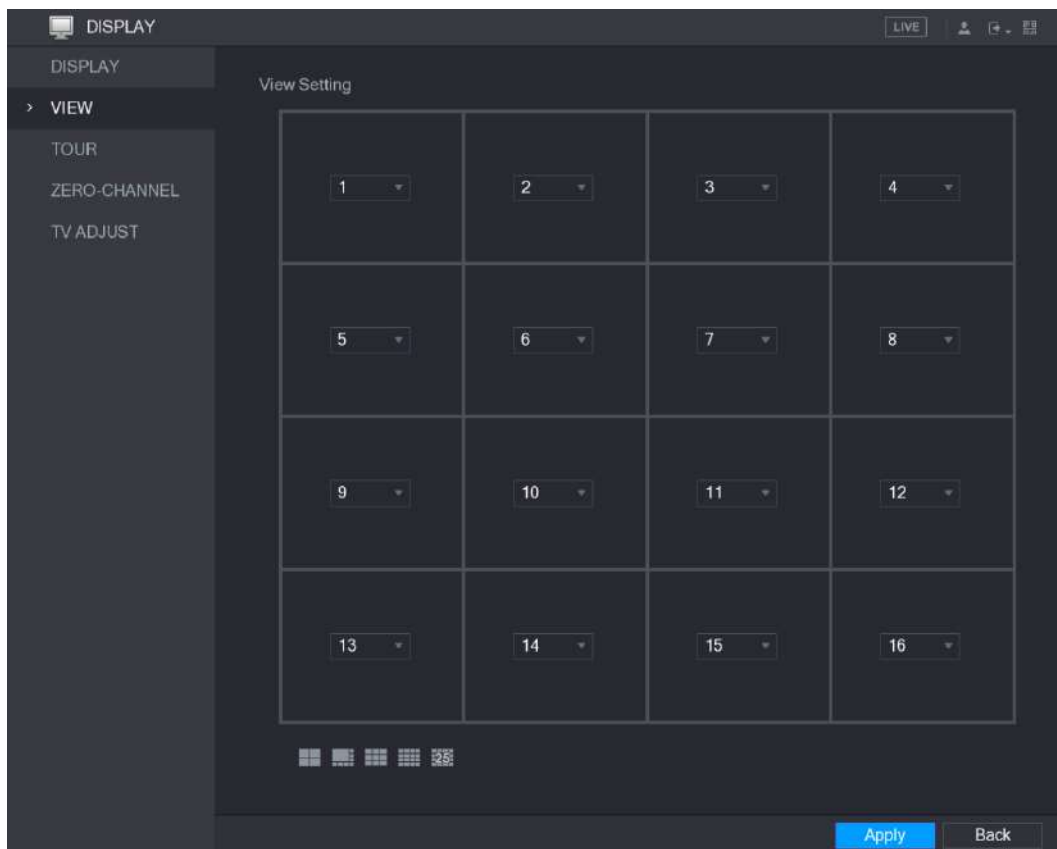 DISPLAY
LIVE
DISPLAY
VIEW
TOUR
ZERO-CHANNEL
TV ADJUST
View Setting
1 2 3 4
5 6 7 8
9 10 11 12
13 14 15 16
25
Apply Back